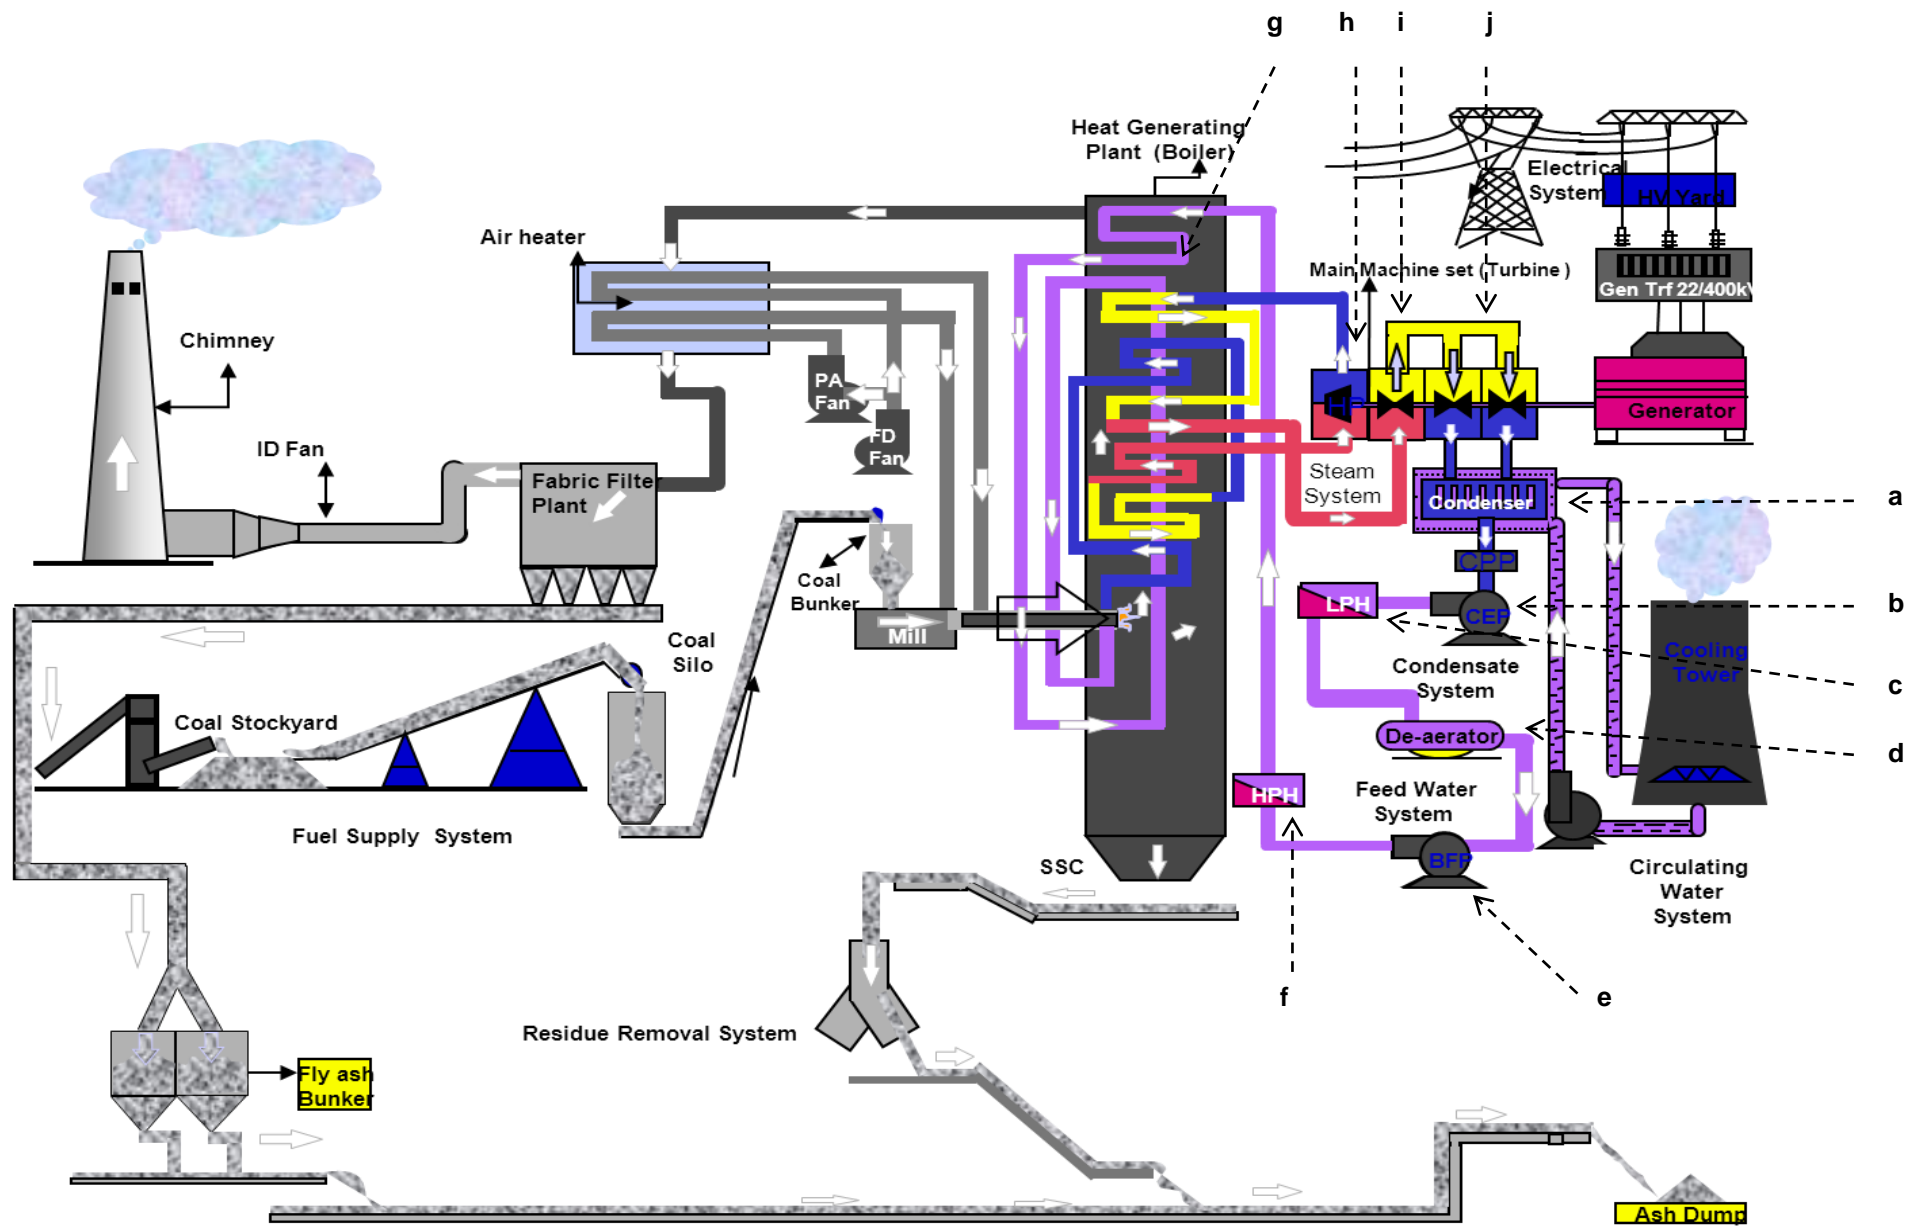 g h i j
Heat Generating
Plant (Boiler)
Electrical
System
HV Yard
Air heater
Main Machine set (Turbine )
Gen Trf 22/400kV
Chimney
PA
Fan
HP
Generator
FD
Fan
ID Fan
Steam
System
Fabric Filter
Plant
Condenser
a
CPP
Coal
Bunker
LPH
CEP
b
Mill
Coal
Silo
Cooling
Tower
Condensate
System
c
Coal Stockyard
De-aerator
d
HPH
Feed Water
System
Fuel Supply System
BFP
SSC
Circulating
Water
System
f
e
Residue Removal System
Fly ash
Bunker
Ash Dump